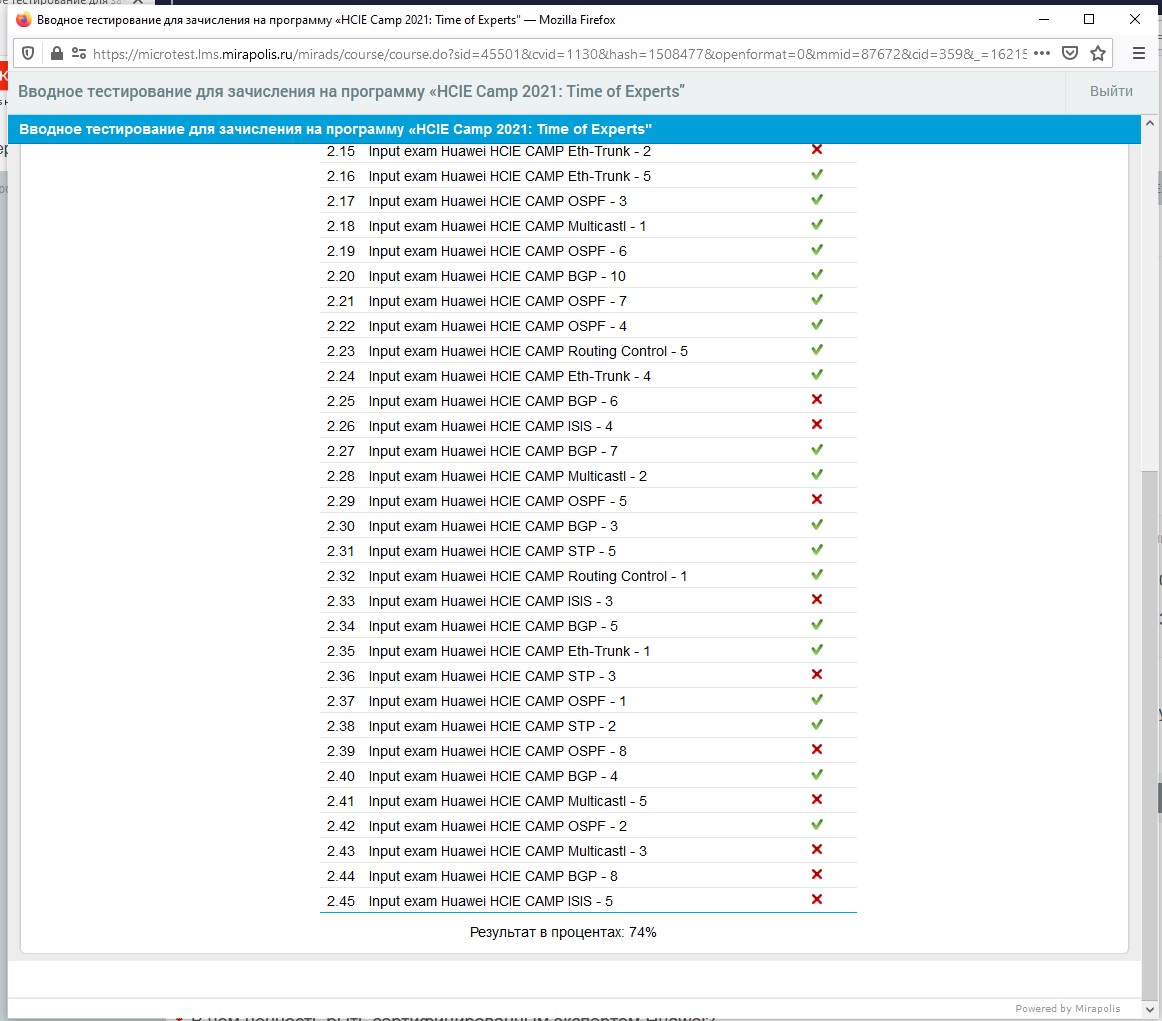 Вводное тестирование для зачисления на программу «HCIE Camp 2021: Time of Experts" — Mozilla Firefox
https://microtest.lms.mirapolis.ru/mirads/course/course.do?sid=45501&cvid=1130&hash=1508477&openformat=0&mmid=87672&cid=359&_=16215
Вводное тестирование для зачисления на программу «HCIE Camp 2021: Time of Experts"
Выйти
Вводное тестирование для зачисления на программу «HCIE Camp 2021: Time of Experts"
2.15 Input exam Huawei HCIE CAMP Eth-Trunk - 2
2.16 Input exam Huawei HCIE CAMP Eth-Trunk - 5
2.17 Input exam Huawei HCIE CAMP OSPF - 3
2.18 Input exam Huawei HCIE CAMP Multicastl - 1
2.19 Input exam Huawei HCIE CAMP OSPF - 6
2.20 Input exam Huawei HCIE CAMP BGP - 10
2.21 Input exam Huawei HCIE CAMP OSPF - 7
2.22 Input exam Huawei HCIE CAMP OSPF - 4
2.23 Input exam Huawei HCIE CAMP Routing Control - 5
2.24 Input exam Huawei HCIE CAMP Eth-Trunk - 4
2.25 Input exam Huawei HCIE CAMP BGP - 6
2.26 Input exam Huawei HCIE CAMP ISIS - 4
2.27 Input exam Huawei HCIE CAMP BGP - 7
2.28 Input exam Huawei HCIE CAMP Multicastl - 2
2.29 Input exam Huawei HCIE CAMP OSPF - 5
2.30 Input exam Huawei HCIE CAMP BGP - 3
2.31 Input exam Huawei HCIE CAMP STP - 5
2.32 Input exam Huawei HCIE CAMP Routing Control - 1
2.33 Input exam Huawei HCIE CAMP ISIS - 3
2.34 Input exam Huawei HCIE CAMP BGP - 5
2.35 Input exam Huawei HCIE CAMP Eth-Trunk - 1
2.36 Input exam Huawei HCIE CAMP STP - 3
2.37 Input exam Huawei HCIE CAMP OSPF - 1
2.38 Input exam Huawei HCIE CAMP STP - 2
2.39 Input exam Huawei HCIE CAMP OSPF - 8
2.40 Input exam Huawei HCIE CAMP BGP - 4
2.41 Input exam Huawei HCIE CAMP Multicastl - 5
2.42 Input exam Huawei HCIE CAMP OSPF - 2
2.43 Input exam Huawei HCIE CAMP Multicastl - 3
2.44 Input exam Huawei HCIE CAMP BGP - 8
2.45 Input exam Huawei HCIE CAMP ISIS - 5
Результат в процентах: 74%
Powered by Mirapolis
* В чем ценность быть сертифицированным экспертом Huawei?